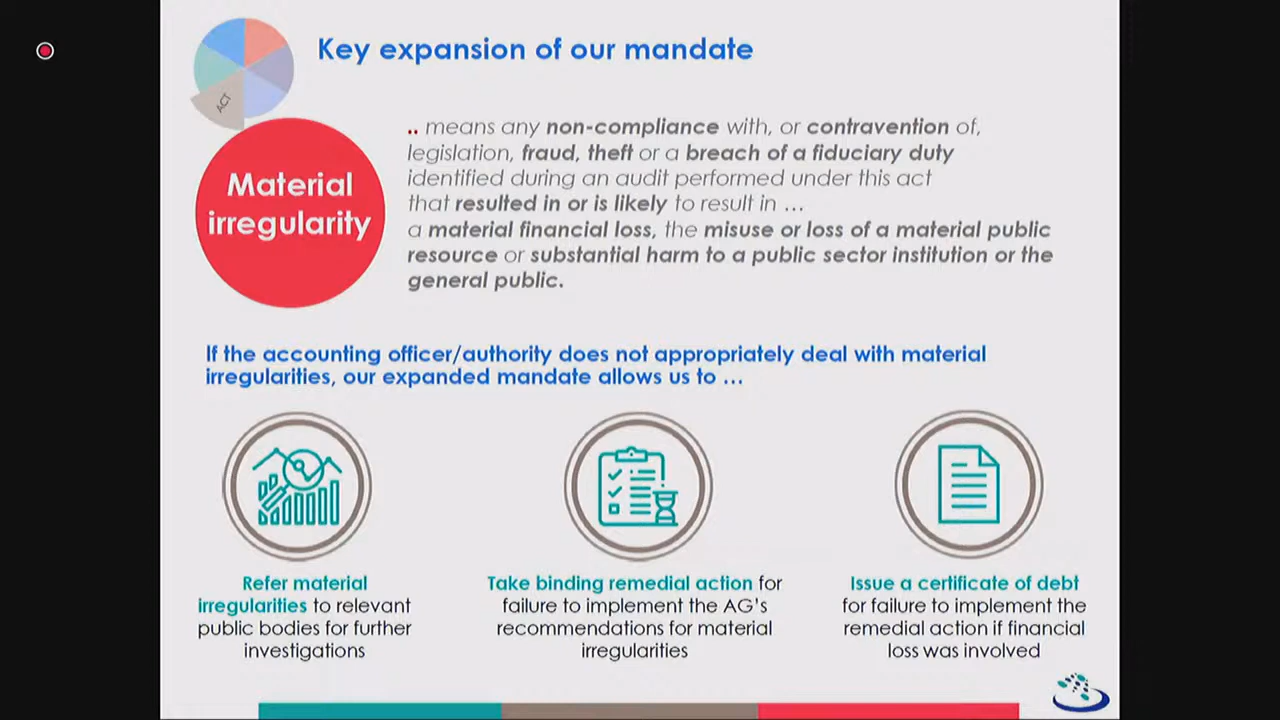 Key expansion of our mandate
ACT
Material
irregularity
.. means any non-compliance with, or contravention of,
legislation, fraud, theft or a breach of a fiduciary duty
identified during an audit performed under this act
that resulted in or is likely to result in …
a material financial loss, the misuse or loss of a material public
resource or substantial harm to a public sector institution or the
general public.
If the accounting officer/authority does not appropriately deal with material
irregularities, our expanded mandate allows us to …
Refer material
irregularities to relevant
public bodies for further
investigations
Take binding remedial action for
failure to implement the AG's
recommendations for material
irregularities
Issue a certificate of debt
for failure to implement the
remedial action if financial
loss was involved